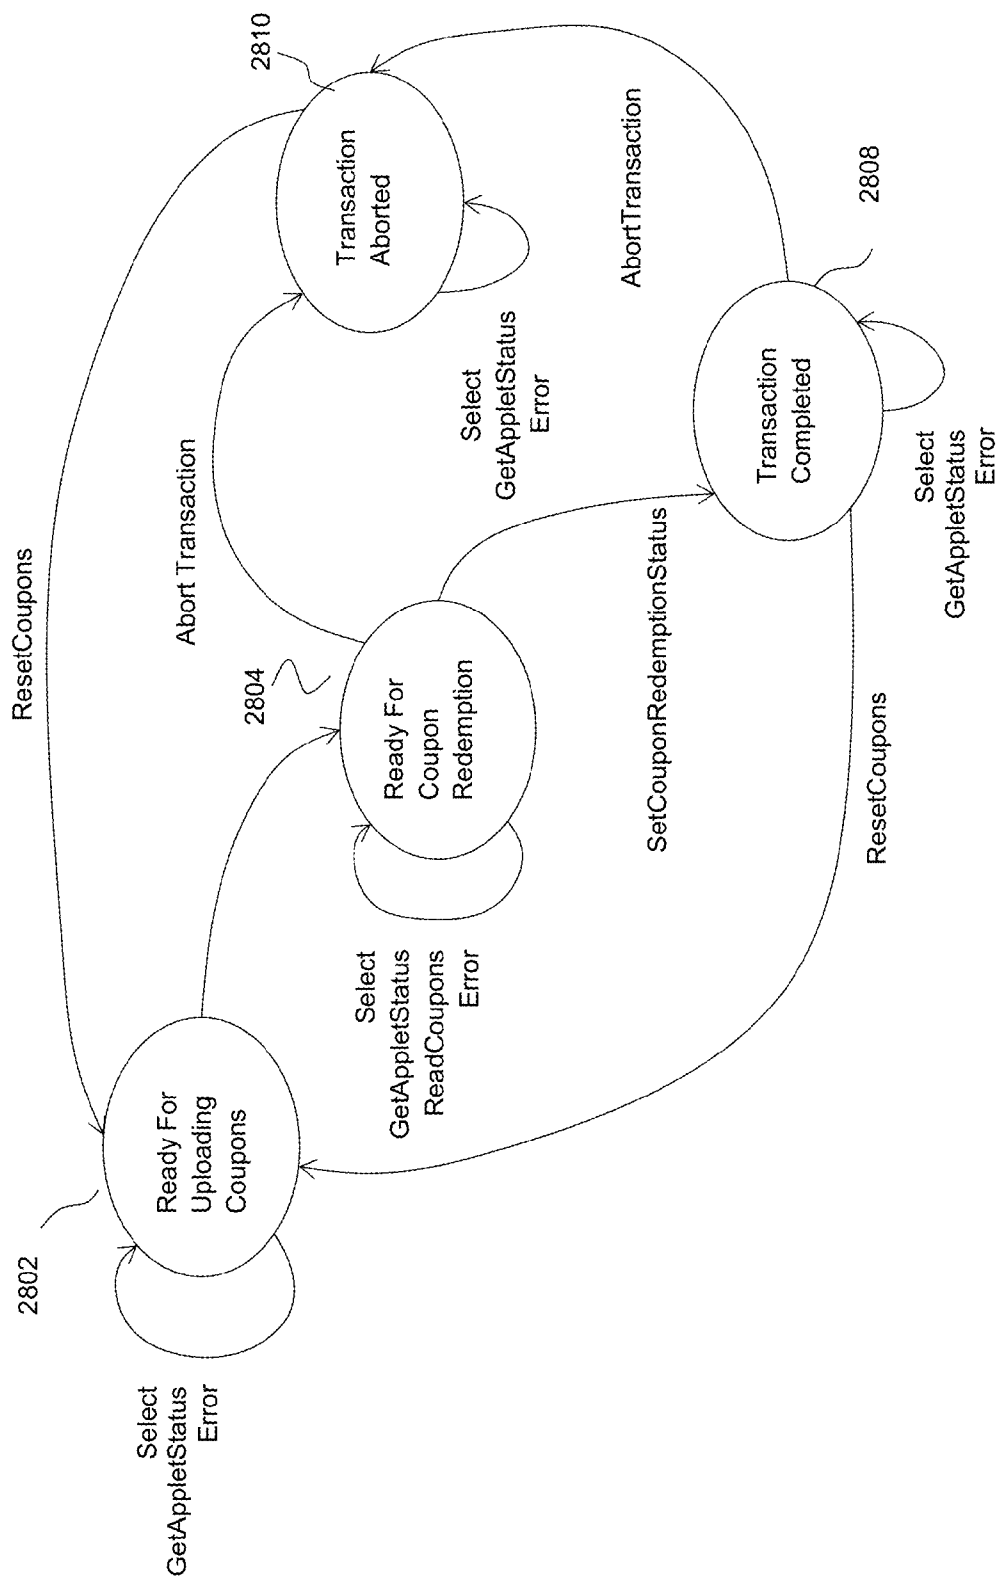 ResetCoupons
2802
2810
Abort Transaction
2804
Select
GetAppletStatus
Error
Ready For
Uploading
Coupons
Transaction
Aborted
Select
GetAppletStatus
ReadCoupons
Error
Ready For
Coupon
Redemption
Select
GetAppletStatus
Error
AbortTransaction
SetCouponRedemptionStatus
Transaction
Completed
2808
ResetCoupons
Select
GetAppletStatus
Error